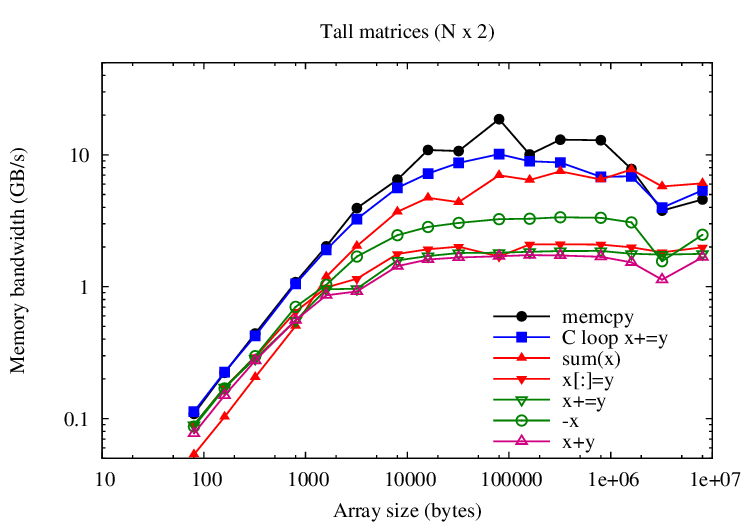 Tall matrices (N x 2)
Memory bandwidth (GB/s)
10
1
0.1
memcpy
C loop x+=y
sum(x)
x[:]=y
x+=y
-x
x+y
10 100 1000 10000 100000 1e+06 1e+07
Array size (bytes)